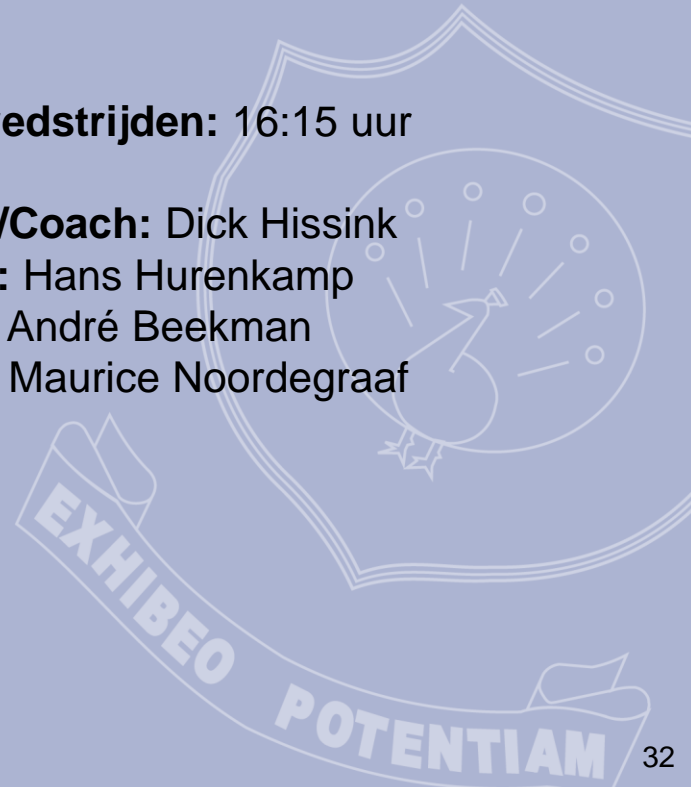 edstrijden: 16:15 uur
/Coach: Dick Hissink
: Hans Hurenkamp
André Beekman
Maurice Noordegraaf
EXHIBEO POTENTIAM
32